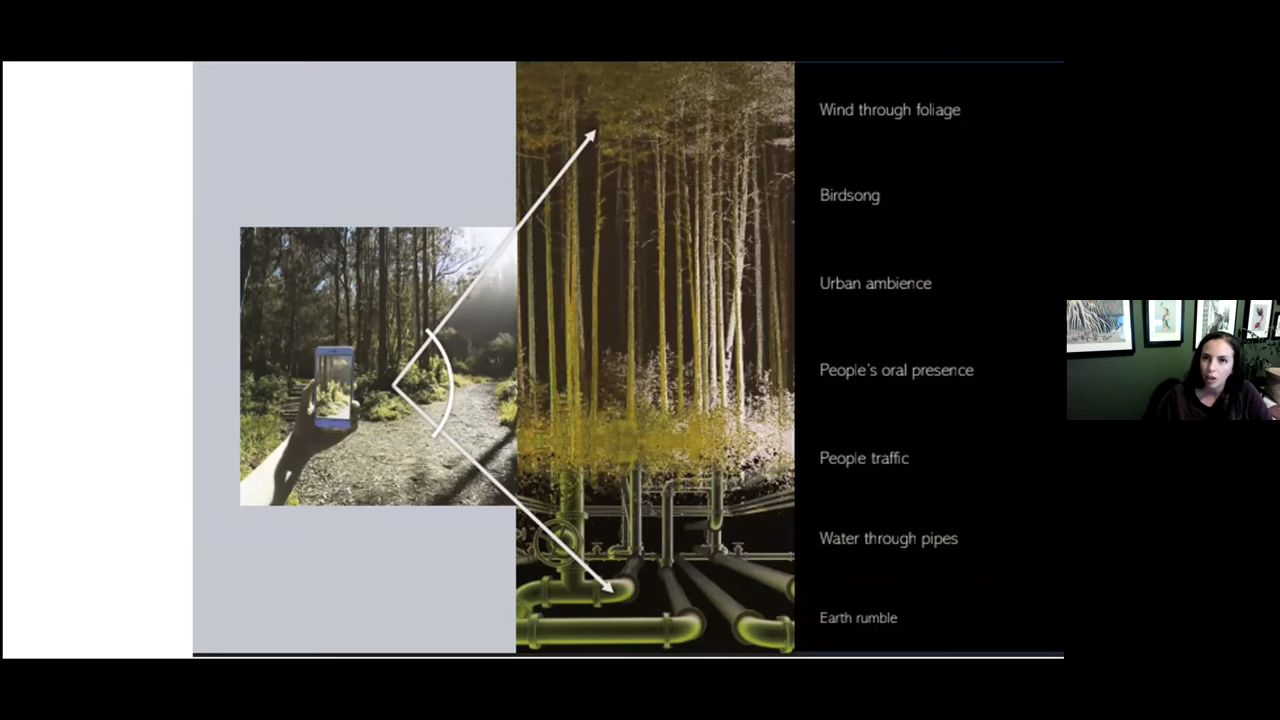 Wind through foliage
Birdsong
Urban ambience
People's oral presence
People traffic
Water through pipes
Earth rumble